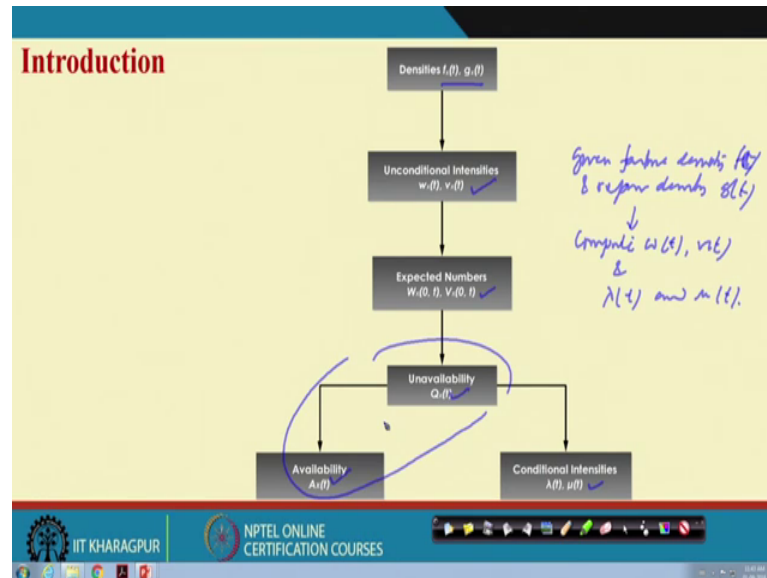 Introduction
Densities fₓ(t), gₓ(t)
Unconditional Intensities
wₓ(t), vₓ(t)
Expected Numbers
Wₓ(0, t), Vₓ(0, t)
Unavailability
Qₓ(t)
Availability
Aₓ(t)
Conditional Intensities
λ(t), μ(t)
Given failure density f(t)
& repair density g(t)
↓
Compute w(t), v(t)
&
λ(t) and μ(t).
IIT KHARAGPUR
NPTEL ONLINE
CERTIFICATION COURSES